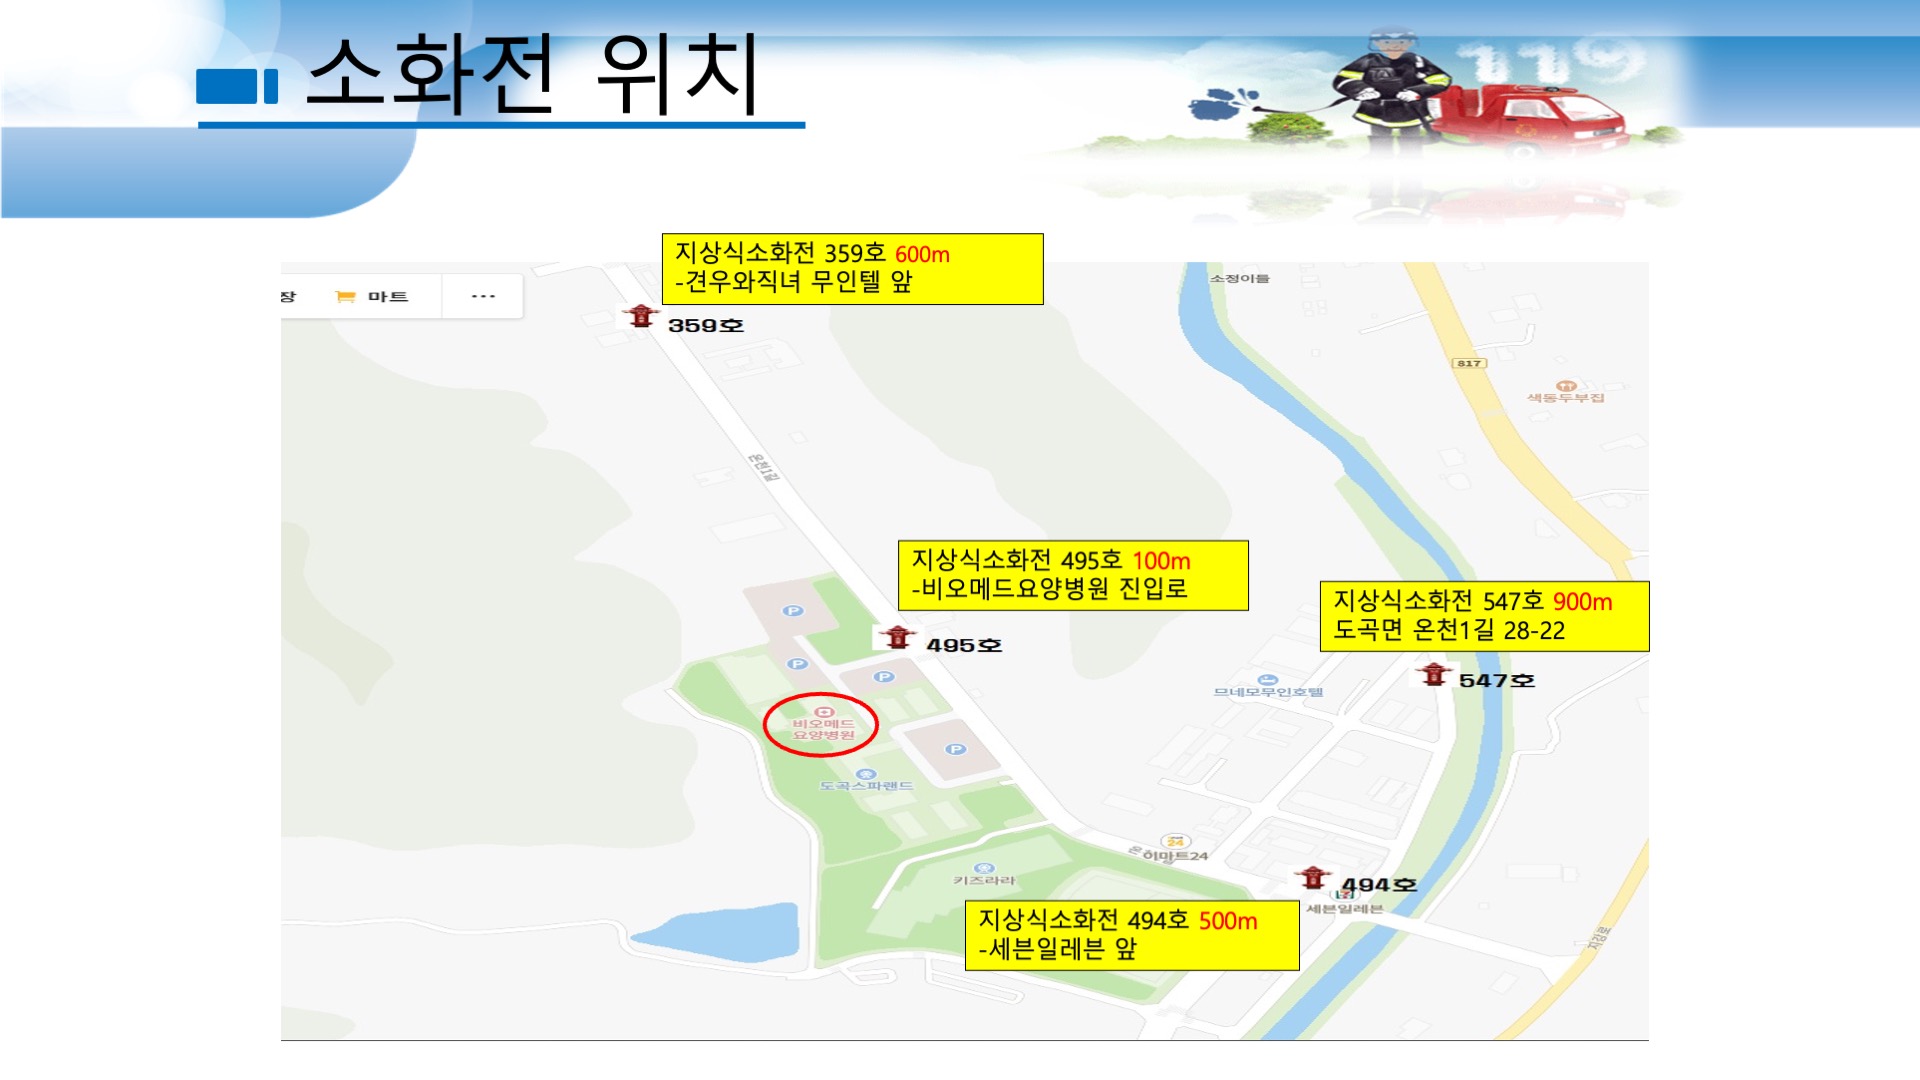 소화전 위치
119
지상식소화전 359호 600m
-견우와직녀 무인텔 앞
장
마트
...
359호
소정이들
817
색동두부집
온천1길
지상식소화전 495호 100m
-비오메드요양병원 진입로
지상식소화전 547호 900m
도곡면 온천1길 28-22
P
495호
P
P
547호
므네모무인호텔
비오메드
요양병원
P
도곡스파랜드
24
이마트24
키즈라라
494호
세븐일레븐
지상식소화전 494호 500m
-세븐일레븐 앞
지강로